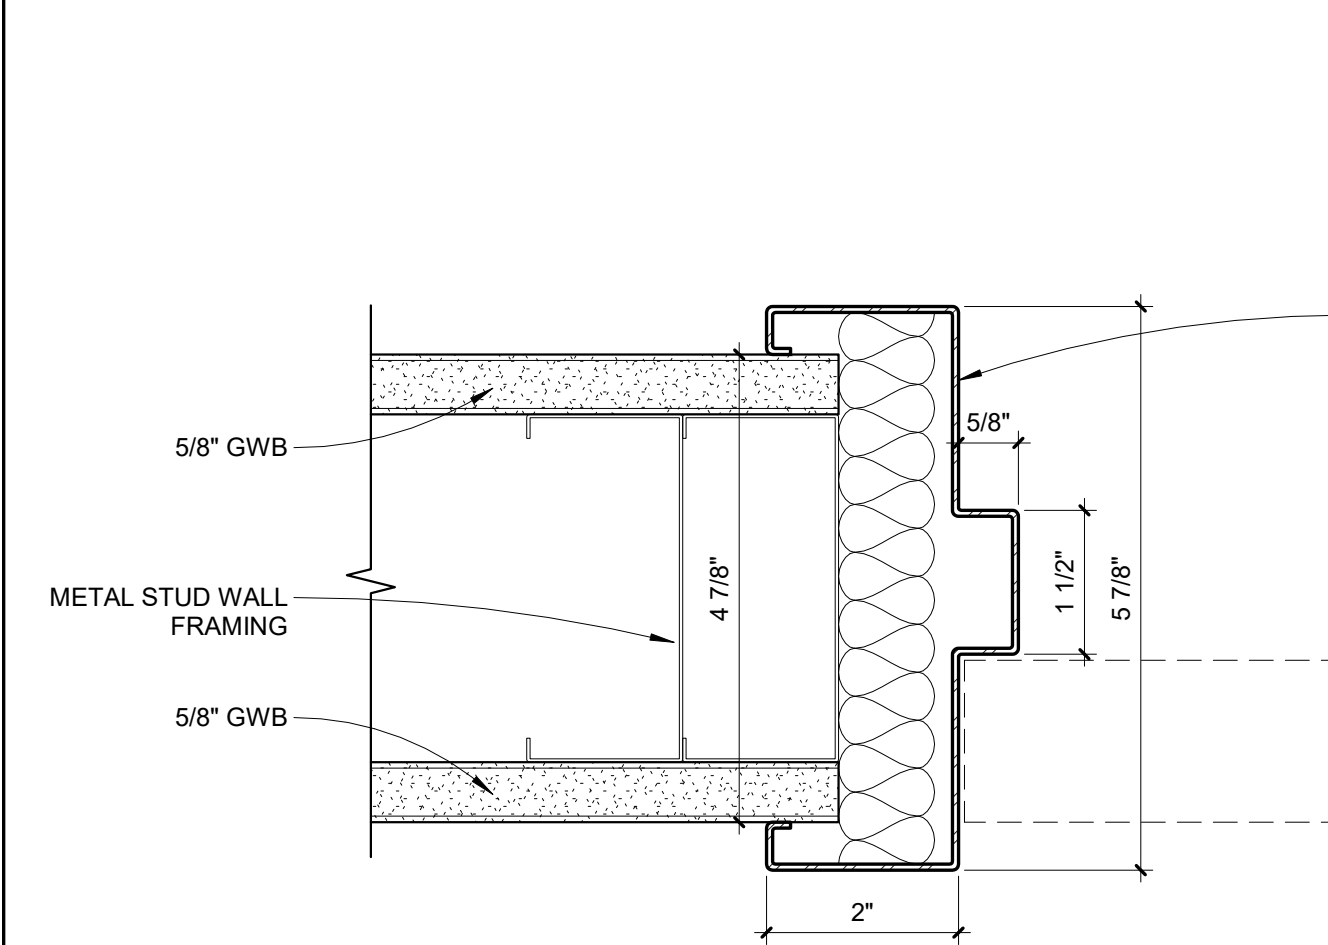 5/8"
5/8" GWB
4 7/8"
1 1/2"
5 7/8"
METAL STUD WALL
FRAMING
5/8" GWB
2"